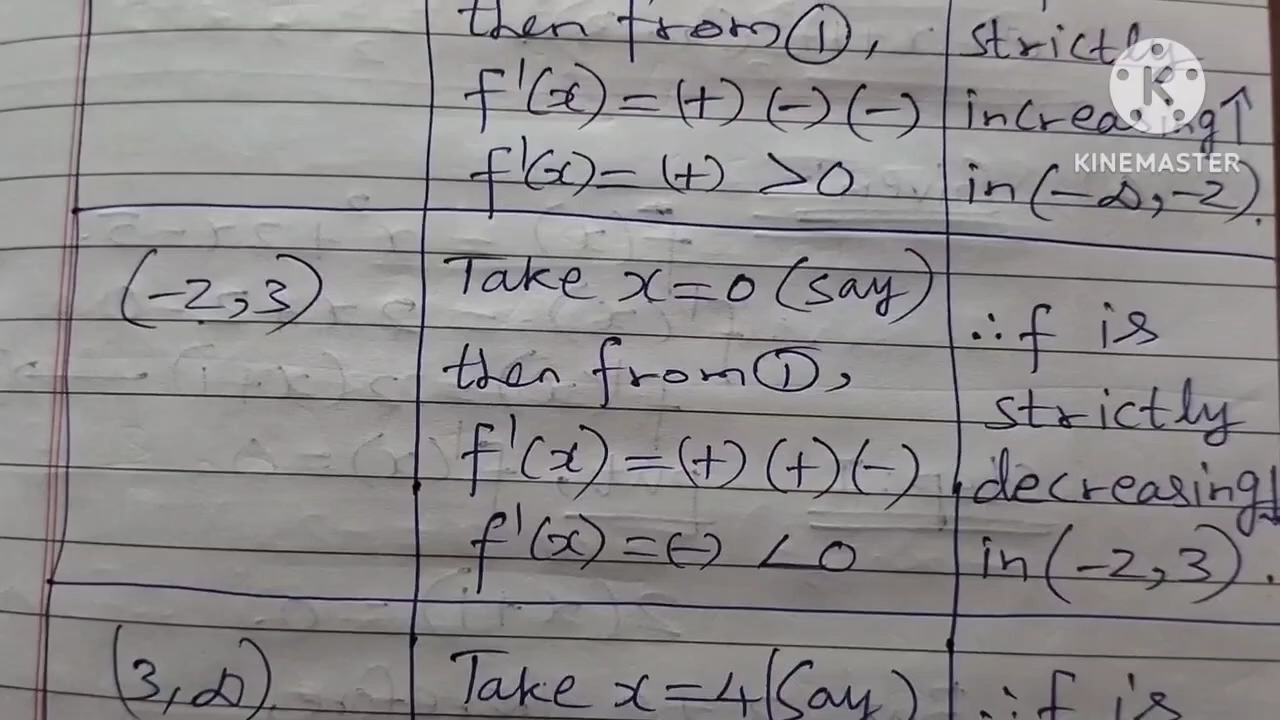 then from ①,
f'(x) = (+) (-) (-)
f'(x) = (+) > 0
strictly
increasing↑
in (-∞, -2).
K
KINEMASTER
(-2, 3)
Take x = 0 (say)
then from ①,
f'(x) = (+) (+) (-)
f'(x) = (-) < 0
∴ f is
strictly
decreasing↓
in (-2, 3).
(3, ∞)
Take x = 4 (say)
∴ f is